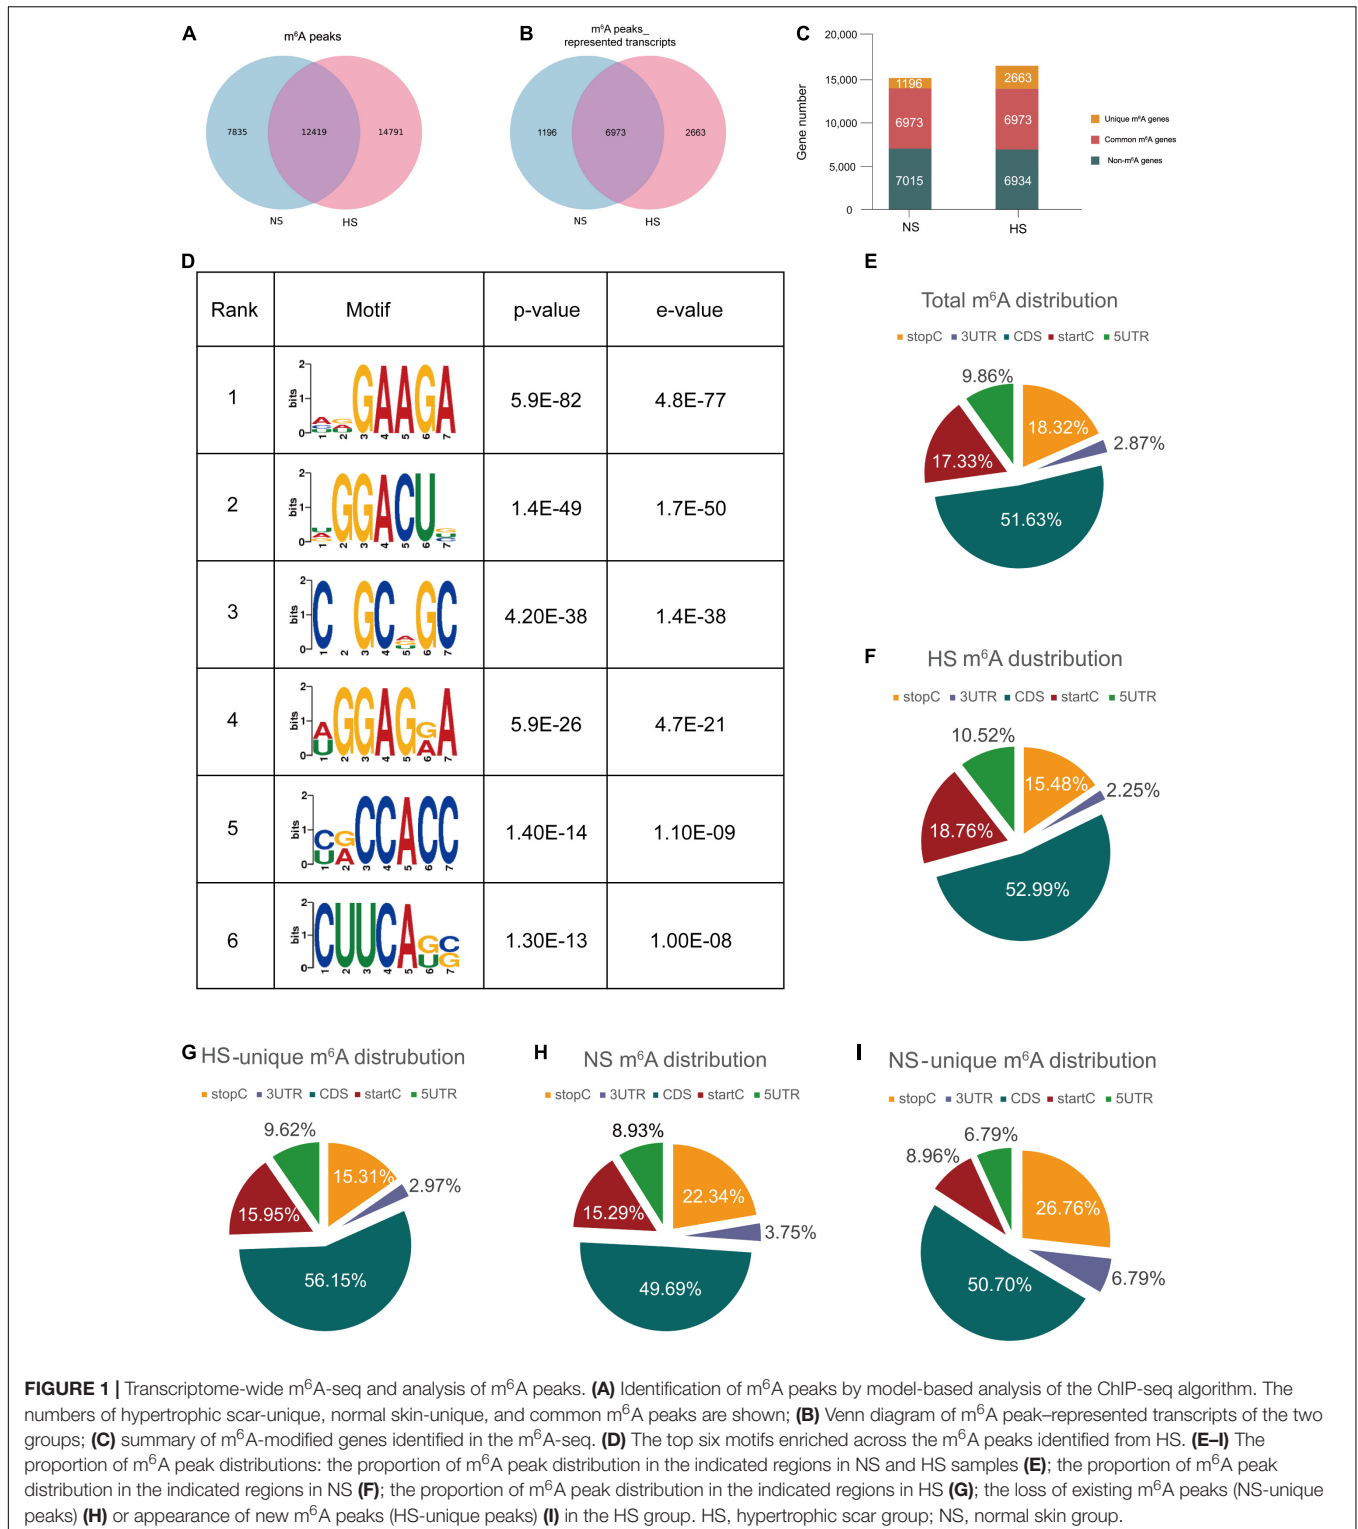 A
m⁶A peaks
7835
12419
14791
NS
HS
B
m⁶A peaks_
represented transcripts
1196
6973
2663
NS
HS
C
20,000
15,000
10,000
5,000
0
Gene number
1196
6973
7015
2663
6973
6934
NS
HS
Unique m⁶A genes
Common m⁶A genes
Non-m⁶A genes
D
Rank Motif p-value e-value
1 GAAGA 5.9E-82 4.8E-77
2 GGACU 1.4E-49 1.7E-50
3 C GC GC 4.20E-38 1.4E-38
4 GGAG A 5.9E-26 4.7E-21
5 CCACC 1.40E-14 1.10E-09
6 CUUCA 1.30E-13 1.00E-08
E
Total m⁶A distribution
stopC 3UTR CDS startC 5UTR
9.86%
18.32%
2.87%
17.33%
51.63%
F
HS m⁶A dustribution
stopC 3UTR CDS startC 5UTR
10.52%
15.48%
2.25%
18.76%
52.99%
G
HS-unique m⁶A distrubution
stopC 3UTR CDS startC 5UTR
9.62%
15.31%
2.97%
15.95%
56.15%
H
NS m⁶A distribution
stopC 3UTR CDS startC 5UTR
8.93%
22.34%
3.75%
15.29%
49.69%
I
NS-unique m⁶A distribution
stopC 3UTR CDS startC 5UTR
6.79%
8.96%
26.76%
6.79%
50.70%
FIGURE 1 | Transcriptome-wide m⁶A-seq and analysis of m⁶A peaks. (A) Identification of m⁶A peaks by model-based analysis of the ChIP-seq algorithm. The
numbers of hypertrophic scar-unique, normal skin-unique, and common m⁶A peaks are shown; (B) Venn diagram of m⁶A peak–represented transcripts of the two
groups; (C) summary of m⁶A-modified genes identified in the m⁶A-seq. (D) The top six motifs enriched across the m⁶A peaks identified from HS. (E–I) The
proportion of m⁶A peak distributions: the proportion of m⁶A peak distribution in the indicated regions in NS and HS samples (E); the proportion of m⁶A peak
distribution in the indicated regions in NS (F); the proportion of m⁶A peak distribution in the indicated regions in HS (G); the loss of existing m⁶A peaks (NS-unique
peaks) (H) or appearance of new m⁶A peaks (HS-unique peaks) (I) in the HS group. HS, hypertrophic scar group; NS, normal skin group.